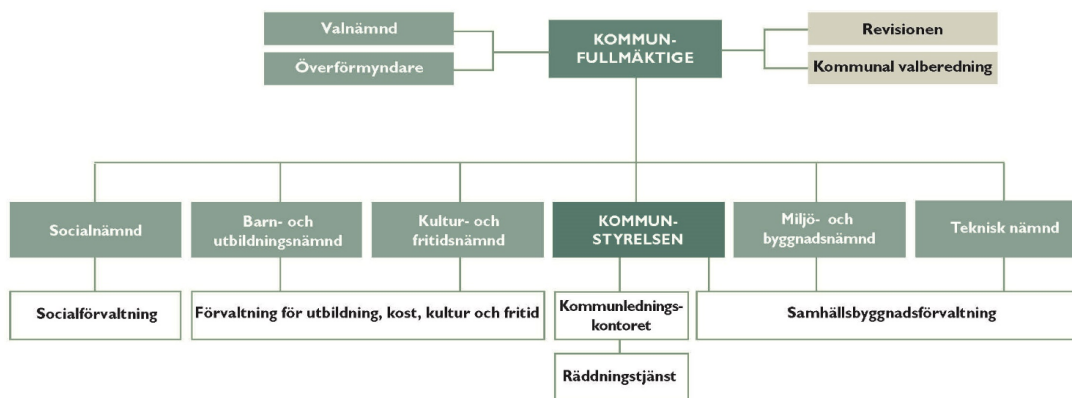 Valnämnd
Överförmyndare
KOMMUN-
FULLMÄKTIGE
Revisionen
Kommunal valberedning
Socialnämnd
Barn- och
utbildningsnämnd
Kultur- och
fritidsnämnd
KOMMUN-
STYRELSEN
Miljö- och
byggnadsnämnd
Teknisk nämnd
Socialförvaltning
Förvaltning för utbildning, kost, kultur och fritid
Kommunlednings-
kontoret
Samhällsbyggnadsförvaltning
Räddningstjänst